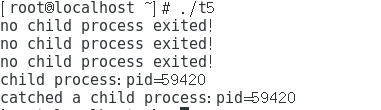 [root@localhost ~]# ./t5
no child process exited!
no child process exited!
no child process exited!
child process：pid=59420
catched a child process：pid=59420